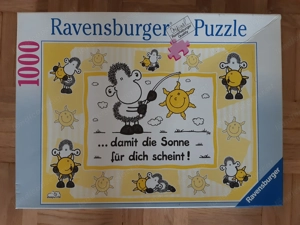 Ravensburger Puzzle
1000
... damit die Sonne
für dich scheint!
Ravensburger